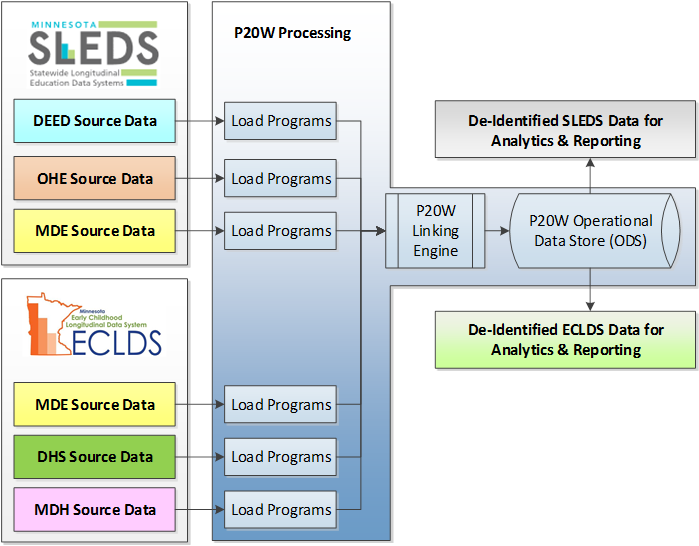 MINNESOTA
SLEDS
Statewide Longitudinal
Education Data Systems
DEED Source Data
OHE Source Data
MDE Source Data
Minnesota
Early Childhood
Longitudinal Data System
ECLDS
MDE Source Data
DHS Source Data
MDH Source Data
P20W Processing
Load Programs
Load Programs
Load Programs
Load Programs
Load Programs
Load Programs
P20W
Linking
Engine
P20W Operational
Data Store (ODS)
De-Identified SLEDS Data for
Analytics & Reporting
De-Identified ECLDS Data for
Analytics & Reporting